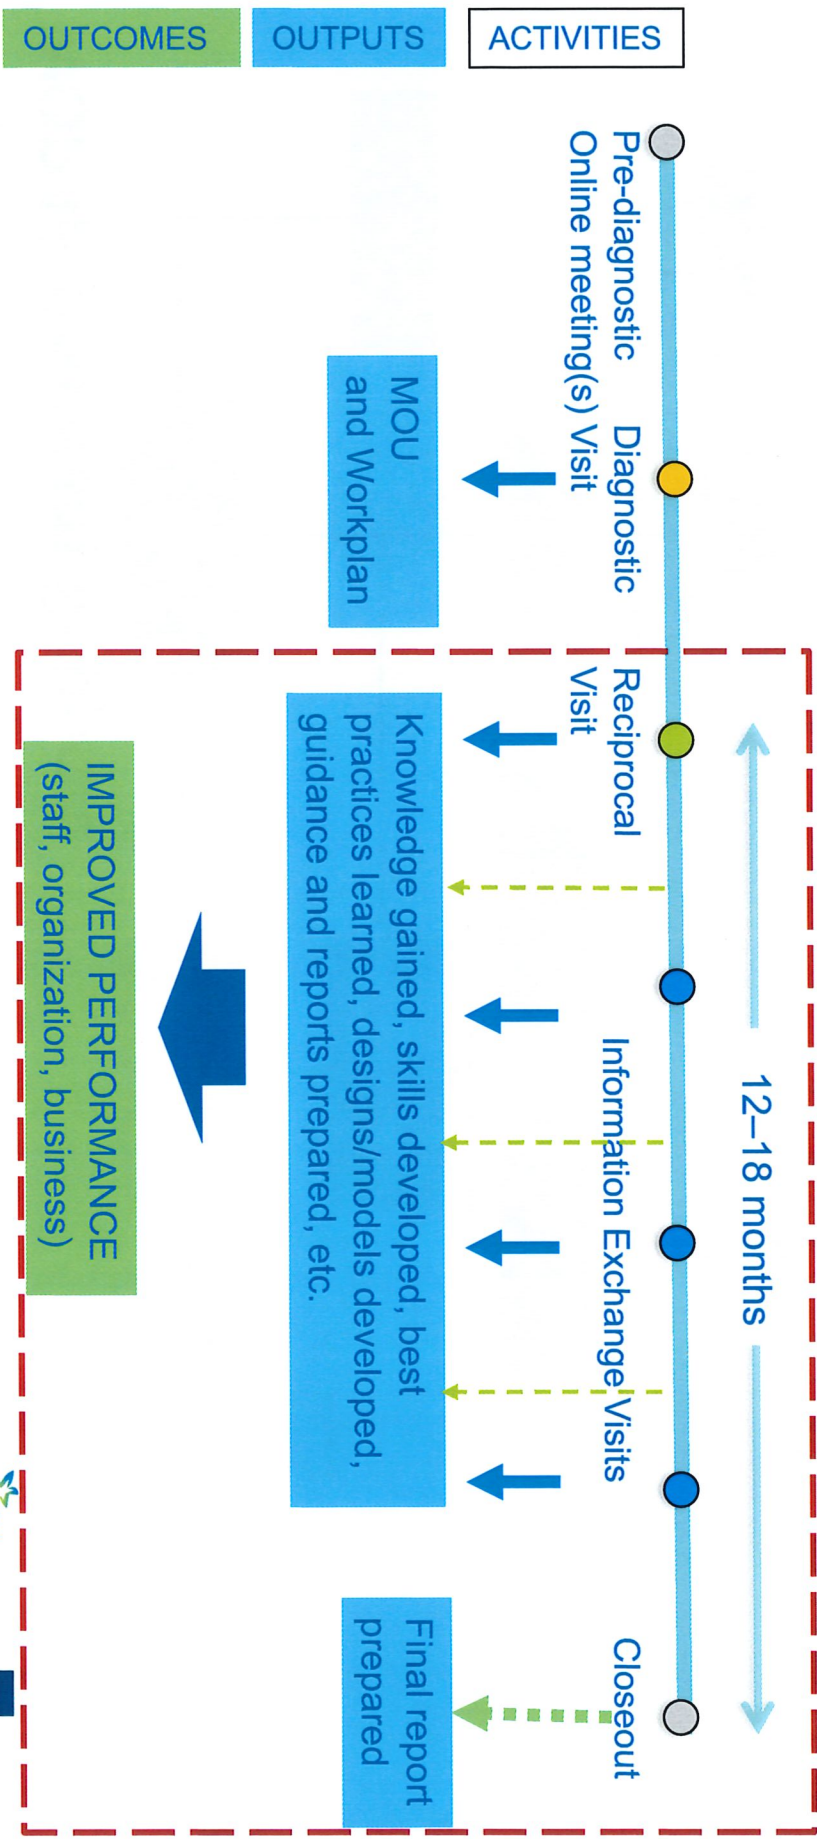 ACTIVITIES
OUTPUTS
OUTCOMES
12–18 months
Pre-diagnostic
Online meeting(s)
Diagnostic
Visit
Reciprocal
Visit
Information Exchange Visits
Closeout
MOU
and Workplan
Knowledge gained, skills developed, best
practices learned, designs/models developed,
guidance and reports prepared, etc.
Final report
prepared
IMPROVED PERFORMANCE
(staff, organization, business)